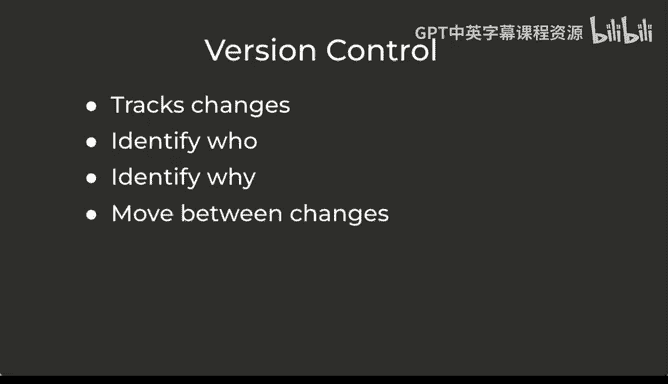 GPT中英字幕课程资源 bilibili
Version Control
● Tracks changes
● Identify who
● Identify why
● Move between changes